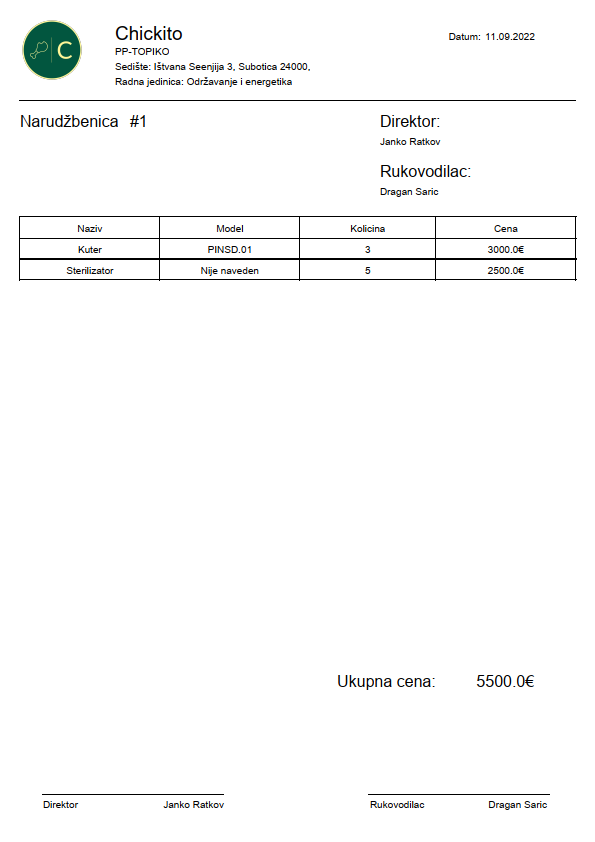 C
Chickito
Datum: 11.09.2022
PP-TOPIKO
Sedište: Ištvana Seenjija 3, Subotica 24000,
Radna jedinica: Održavanje i energetika
Narudžbenica #1
Direktor:
Janko Ratkov
Rukovodilac:
Dragan Saric
Naziv Model Kolicina Cena
Kuter PINSD.01 3 3000.0€
Sterilizator Nije naveden 5 2500.0€
Ukupna cena: 5500.0€
Direktor Janko Ratkov Rukovodilac Dragan Saric